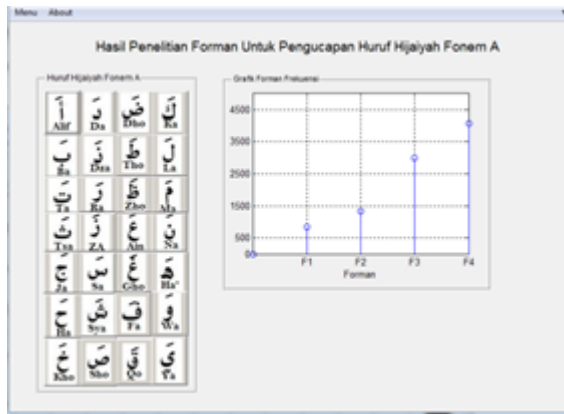 Menu About
Hasil Penelitian Forman Untuk Pengucapan Huruf Hijaiyah Fonem A
Huruf Hijaiyah Fonem A
أَ دَ ضَ كَ
Alif Da Dho Ka
بَ ذَ طَ لَ
Ba Dza Tho La
تَ رَ ظَ مَ
Ta Ra Zho Ma
ثَ زَ عَ نَ
Tsa ZA Ain Na
جَ سَ غَ هَ
Ja Sa Gho Ha'
حَ شَ فَ وَ
Ha Sya Fa Wa
خَ صَ قَ يَ
Kho Sho Qo Ya
Grafik Forman Frekuensi
4500
3500
2500
1500
500
0
F1 F2 F3 F4
Forman